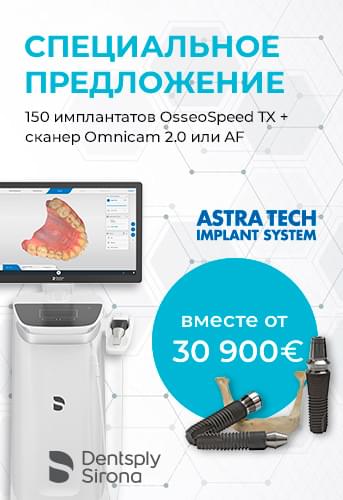 СПЕЦИАЛЬНОЕ
ПРЕДЛОЖЕНИЕ
150 имплантатов OsseoSpeed TX +
сканер Omnicam 2.0 или AF
ASTRA TECH
IMPLANT SYSTEM
вместе от
30 900€
Dentsply
Sirona